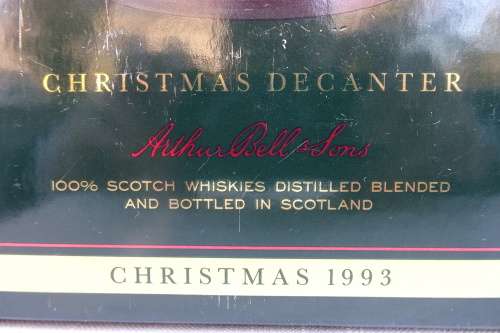 CHRISTMAS DECANTER
Arthur Bell & Sons
100% SCOTCH WHISKIES DISTILLED BLENDED
AND BOTTLED IN SCOTLAND
CHRISTMAS 1993